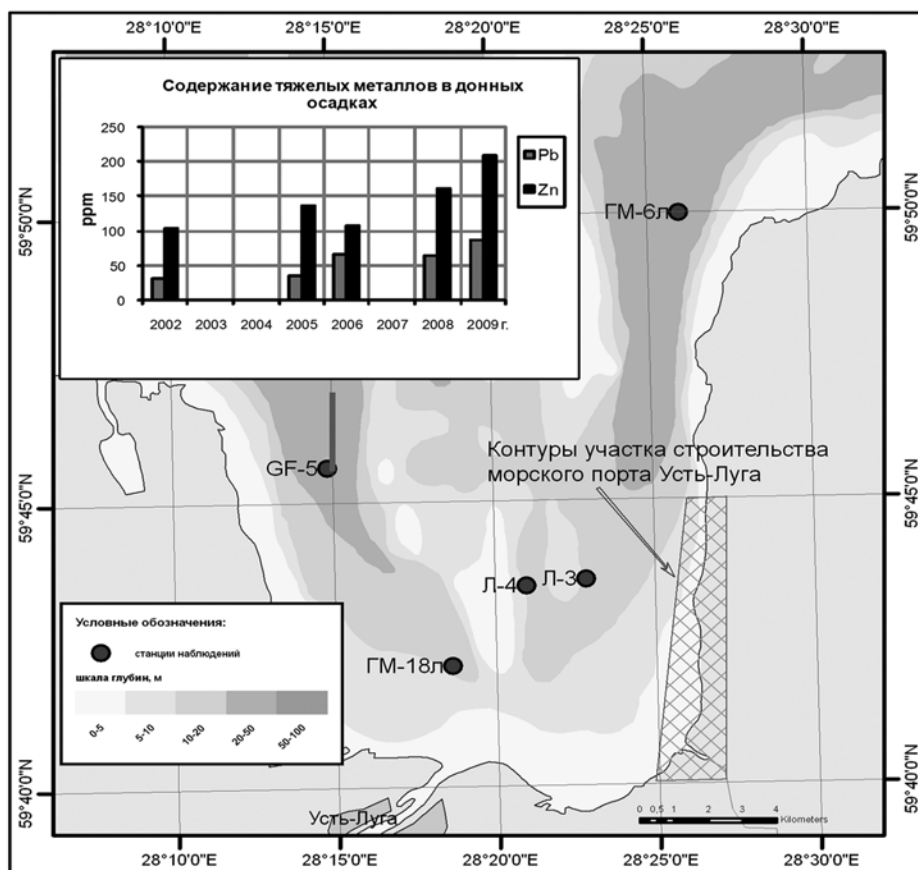 28°10'0"E 28°15'0"E 28°20'0"E 28°25'0"E 28°30'0"E
Содержание тяжелых металлов в донных
осадках
250
200
150
100
50
0
ppm
2002 2003 2004 2005 2006 2007 2008 2009 г.
Pb
Zn
59°50'0"N
59°50'0"N
ГМ-6л
Контуры участка строительства
морского порта Усть-Луга
GF-5
59°45'0"N
59°45'0"N
Л-4
Л-3
ГМ-18л
Условные обозначения:
станции наблюдений
шкала глубин, м
0-5 5-10 10-20 20-50 50-100
59°40'0"N
59°40'0"N
Усть-Луга
0 0,5 1 2 3 4
Kilometers
28°10'0"E 28°15'0"E 28°20'0"E 28°25'0"E 28°30'0"E